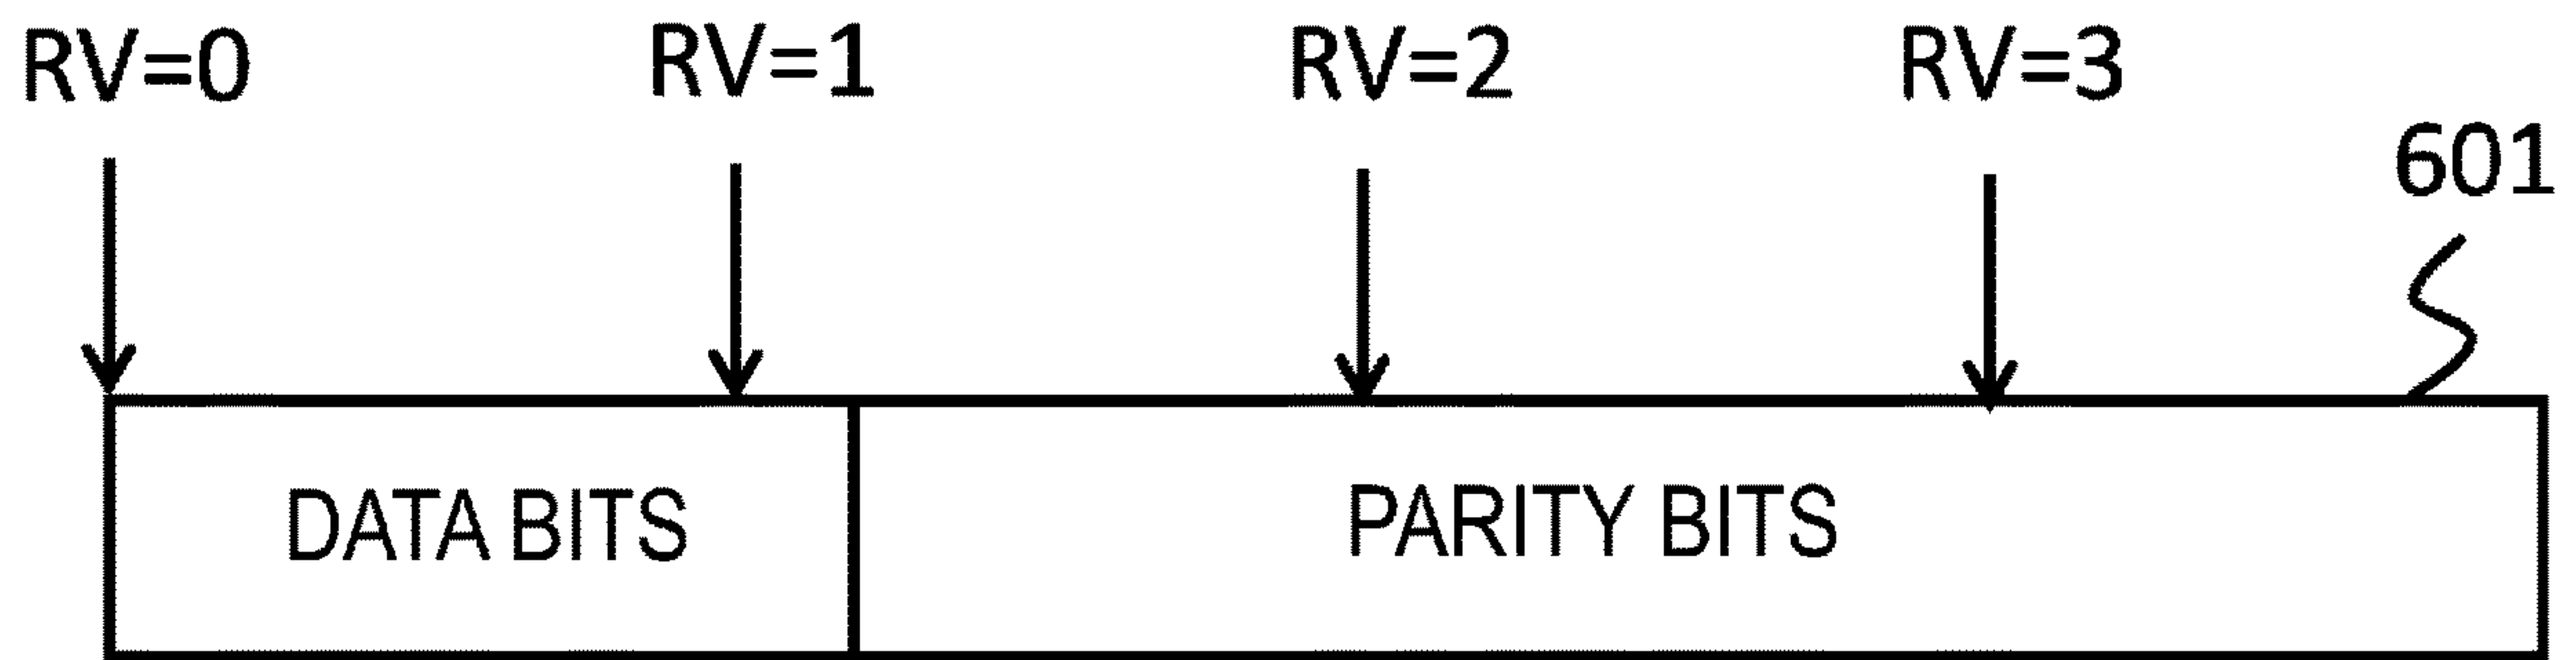 RV=0 RV=1 RV=2 RV=3
601
DATA BITS PARITY BITS